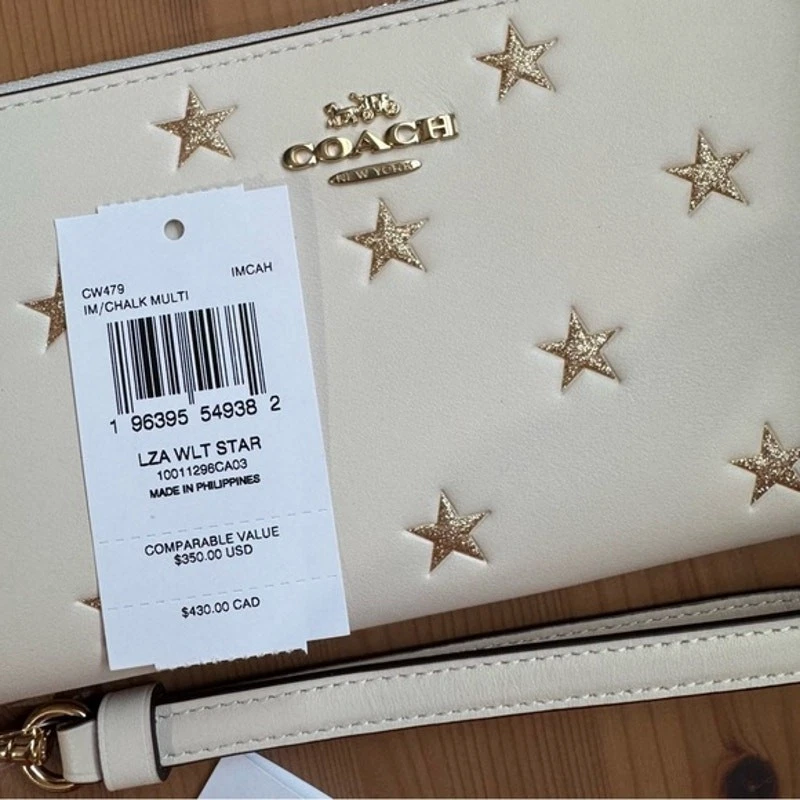 COACH
NEW YORK
IMCAH
CW479
IM/CHALK MULTI
1 96395 54938 2
LZA WLT STAR
10011296CA03
MADE IN PHILIPPINES
COMPARABLE VALUE
$350.00 USD
$430.00 CAD